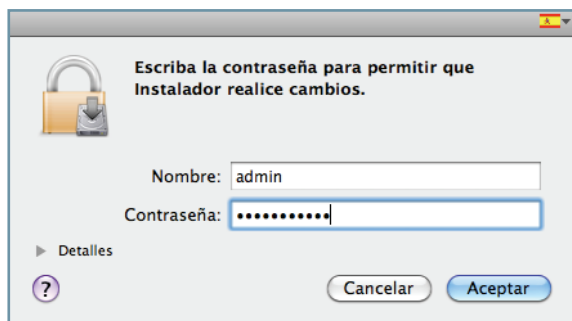 Escriba la contraseña para permitir que
Instalador realice cambios.
Nombre: admin
Contraseña: •••••••••••
Detalles
?
Cancelar
Aceptar